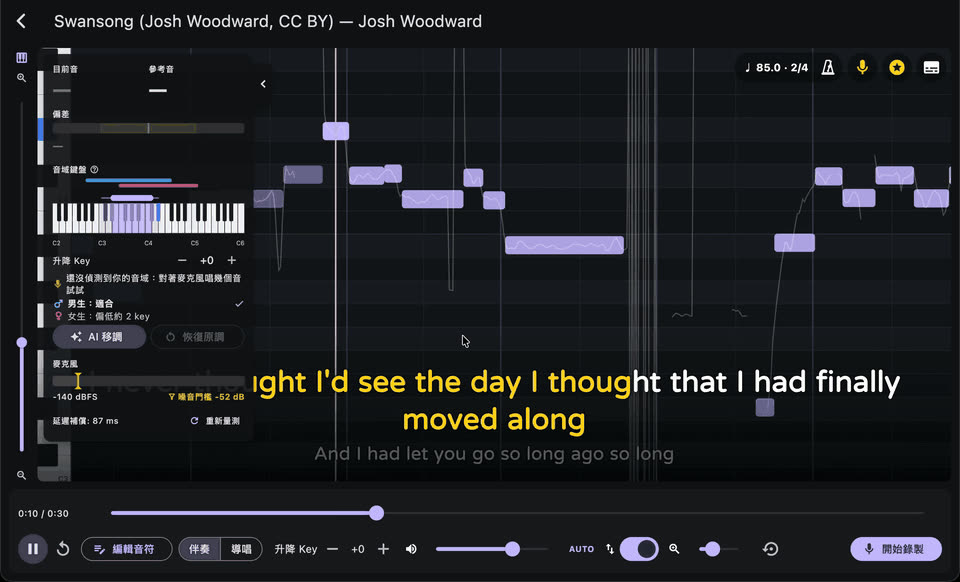 Swansong (Josh Woodward, CC BY) — Josh Woodward
目前音
參考音
♩ 85.0 · 2/4
偏差
音域鍵盤
C2 C3 C4 C5 C6
升降 Key − +0 +
還沒偵測到你的音域：對著麥克風唱幾個音
試試
男生：適合
女生：偏低約 2 key
AI 移調
恢復原調
麥克風
-140 dBFS
噪音門檻 -52 dB
延遲補償: 87 ms
重新量測
I never thought I'd see the day I thought that I had finally
moved along
And I had let you go so long ago so long
0:10 / 0:30
編輯音符
伴奏
導唱
升降 Key − +0 +
AUTO
開始錄製